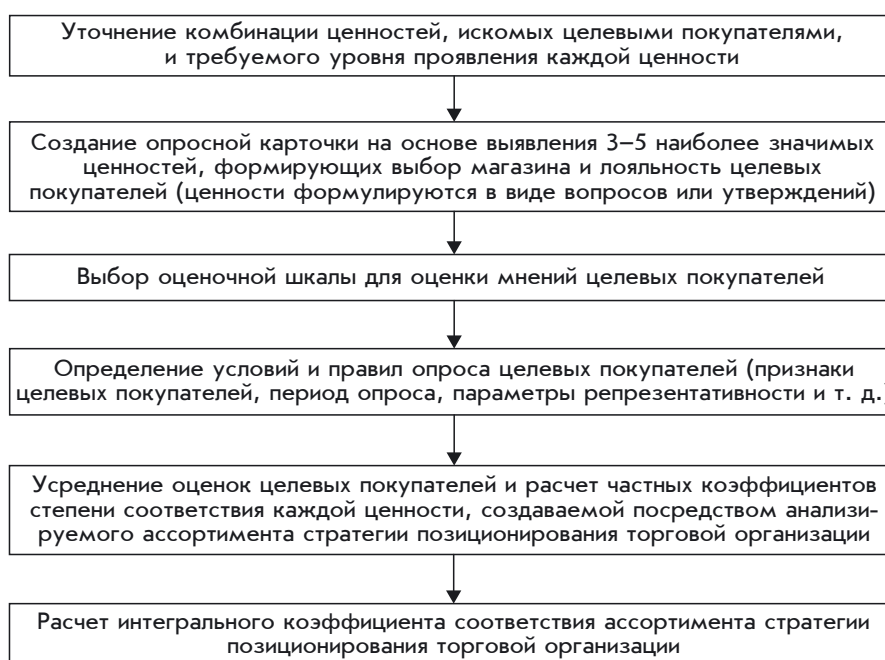 Уточнение комбинации ценностей, искомых целевыми покупателями,
и требуемого уровня проявления каждой ценности
Создание опросной карточки на основе выявления 3–5 наиболее значимых
ценностей, формирующих выбор магазина и лояльность целевых
покупателей (ценности формулируются в виде вопросов или утверждений)
Выбор оценочной шкалы для оценки мнений целевых покупателей
Определение условий и правил опроса целевых покупателей (признаки
целевых покупателей, период опроса, параметры репрезентативности и т. д.)
Усреднение оценок целевых покупателей и расчет частных коэффициентов
степени соответствия каждой ценности, создаваемой посредством анализи-
руемого ассортимента стратегии позиционирования торговой организации
Расчет интегрального коэффициента соответствия ассортимента стратегии
позиционирования торговой организации